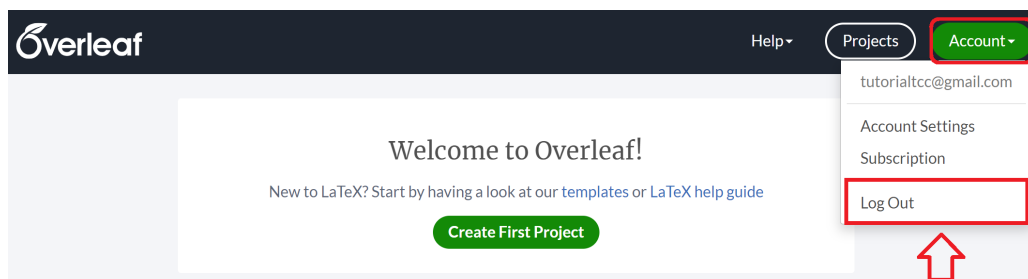 Overleaf
Help
Projects
Account
tutorialtcc@gmail.com
Account Settings
Subscription
Log Out
Welcome to Overleaf!
New to LaTeX? Start by having a look at our templates or LaTeX help guide
Create First Project